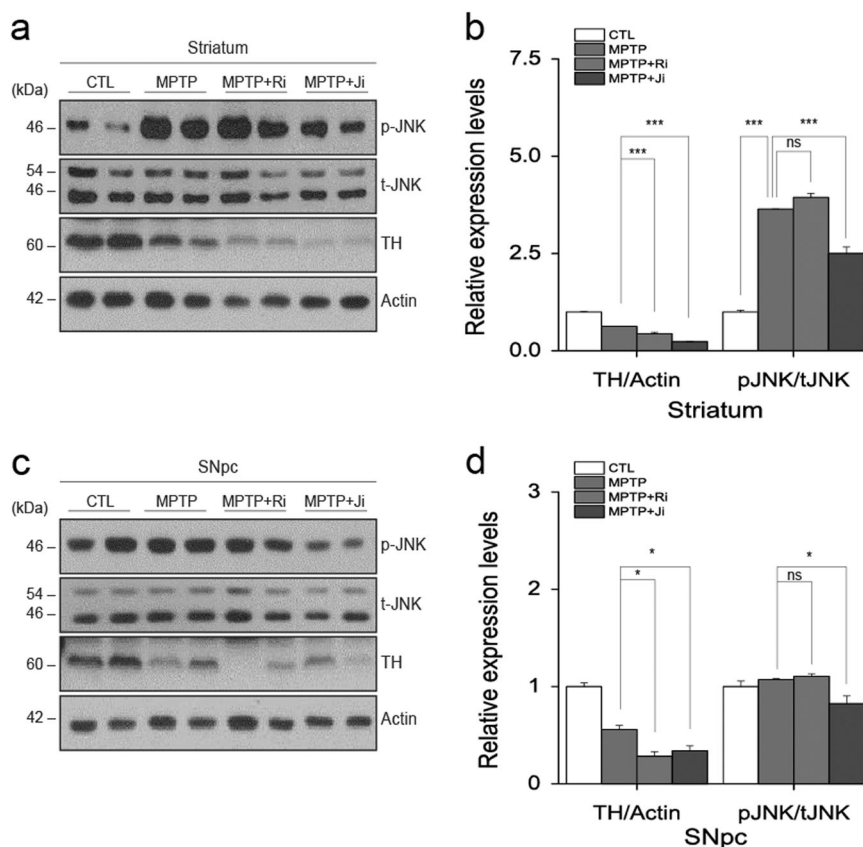 a
Striatum
(kDa)
CTL MPTP MPTP+Ri MPTP+Ji
46 – p-JNK
54 –
46 – t-JNK
60 – TH
42 – Actin
b
CTL
MPTP
MPTP+Ri
MPTP+Ji
Relative expression levels
7.5
5.0
2.5
0.0
*** *** *** ***
ns
TH/Actin pJNK/tJNK
Striatum
c
SNpc
(kDa)
CTL MPTP MPTP+Ri MPTP+Ji
46 – p-JNK
54 –
46 – t-JNK
60 – TH
42 – Actin
d
CTL
MPTP
MPTP+Ri
MPTP+Ji
Relative expression levels
3
2
1
0
* *
* ns
TH/Actin pJNK/tJNK
SNpc